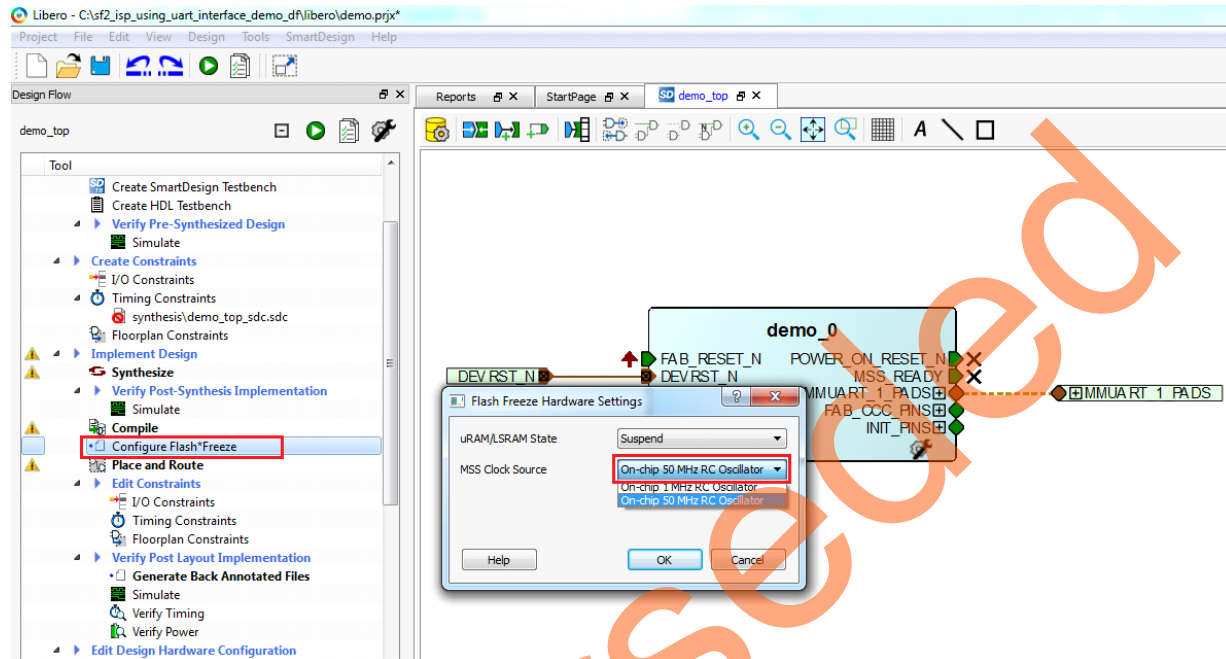 Libero - C:\sf2_isp_using_uart_interface_demo_df\libero\demo.prjx*
Project File Edit View Design Tools SmartDesign Help
Design Flow
Reports StartPage SD demo_top
demo_top
A
Tool
SD Create SmartDesign Testbench
Create HDL Testbench
Verify Pre-Synthesized Design
Simulate
Create Constraints
I/O Constraints
Timing Constraints
synthesis\demo_top_sdc.sdc
Floorplan Constraints
Implement Design
Synthesize
Verify Post-Synthesis Implementation
Simulate
Compile
Configure Flash*Freeze
Place and Route
Edit Constraints
I/O Constraints
Timing Constraints
Floorplan Constraints
Verify Post Layout Implementation
Generate Back Annotated Files
Simulate
Verify Timing
Verify Power
Edit Design Hardware Configuration
demo_0
FAB_RESET_N POWER_ON_RESET_N
DEVRST_N DEVRST_N MSS_READY
MMUART_1_PADS MMUART_1_PADS
FAB_CCC_PINS
INIT_PINS
Flash Freeze Hardware Settings
uRAM/LSRAM State Suspend
MSS Clock Source On-chip 50 MHz RC Oscillator
On-chip 1 MHz RC Oscillator
On-chip 50 MHz RC Oscillator
Help OK Cancel
sed